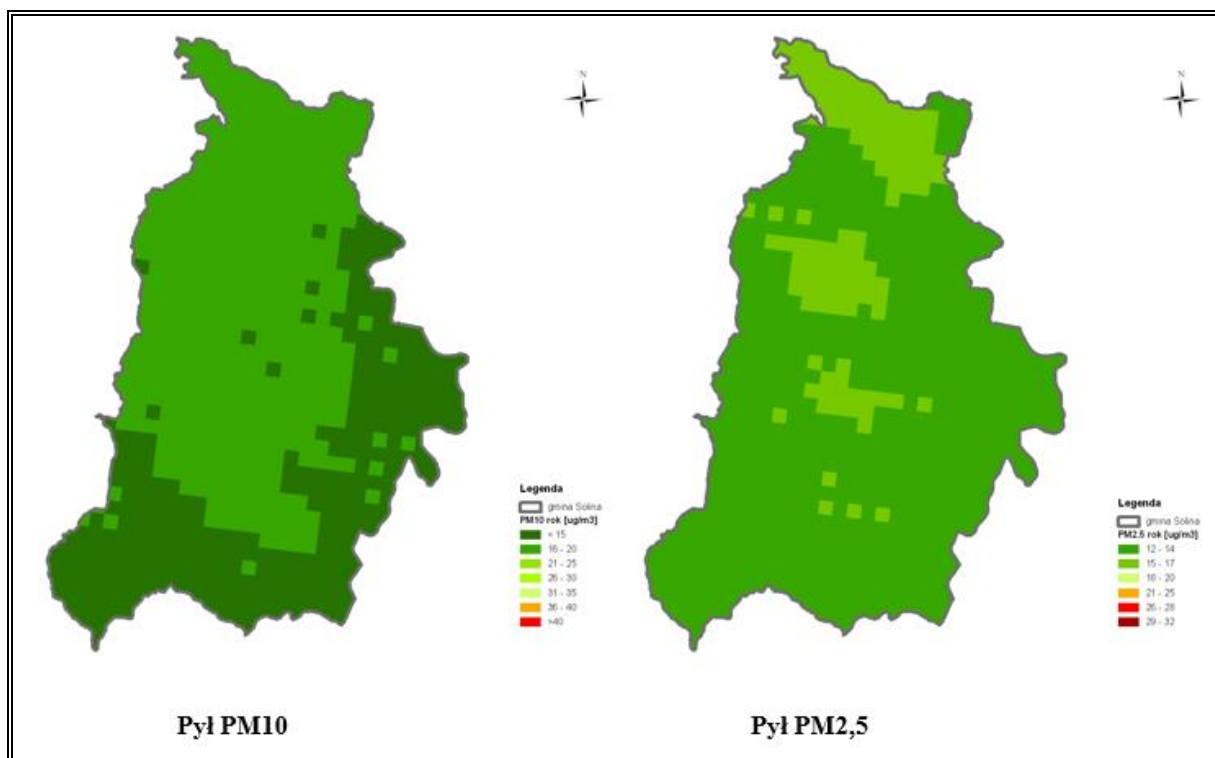 N
N
Legenda
gmina Solina
PM10 rok [ug/m3]
< 15
16 - 20
21 - 25
26 - 30
31 - 35
36 - 40
>40
Legenda
gmina Solina
PM2.5 rok [ug/m3]
12 - 14
15 - 17
18 - 20
21 - 25
26 - 28
29 - 32
Pył PM10
Pył PM2,5